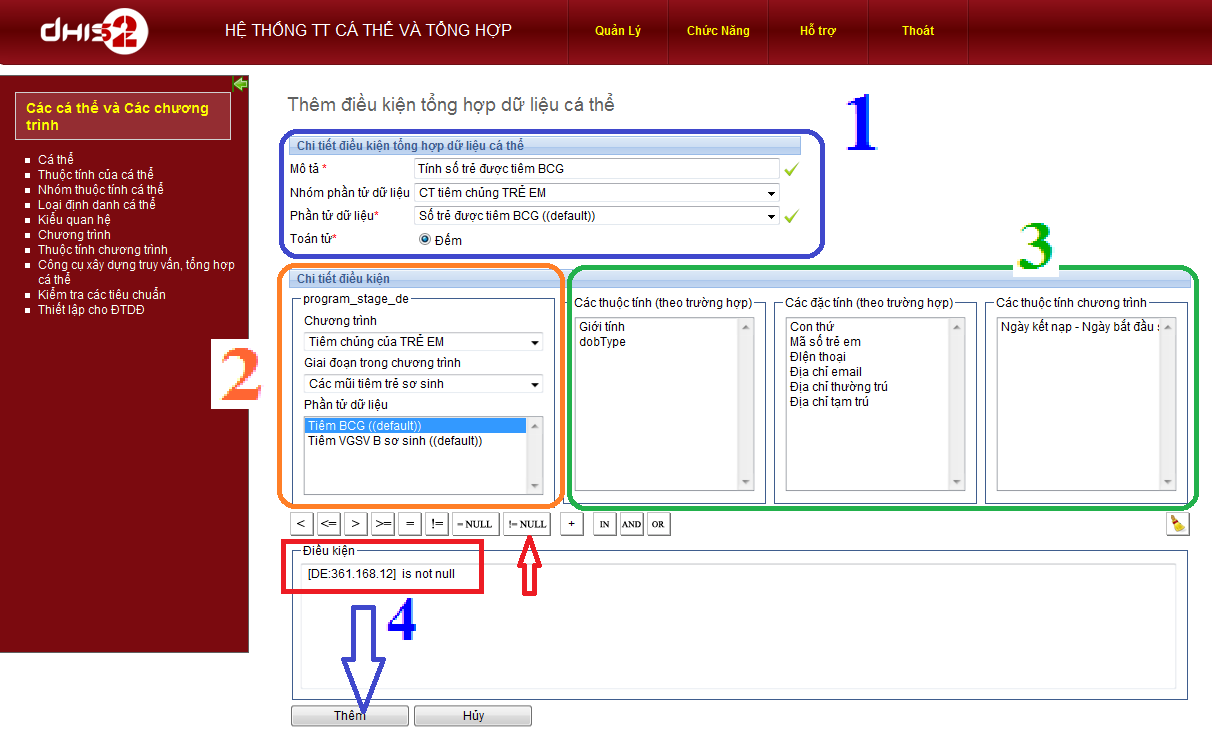 dHIS2
HỆ THỐNG TT CÁ THỂ VÀ TỔNG HỢP
Quản Lý
Chức Năng
Hỗ trợ
Thoát
Các cá thể và Các chương
trình
Cá thể
Thuộc tính của cá thể
Nhóm thuộc tính cá thể
Loại định danh cá thể
Kiểu quan hệ
Chương trình
Thuộc tính chương trình
Công cụ xây dựng truy vấn, tổng hợp
cá thể
Kiểm tra các tiêu chuẩn
Thiết lập cho ĐTDĐ
Thêm điều kiện tổng hợp dữ liệu cá thể
1
Chi tiết điều kiện tổng hợp dữ liệu cá thể
Mô tả *
Tính số trẻ được tiêm BCG
Nhóm phần tử dữ liệu
CT tiêm chủng TRẺ EM
Phần tử dữ liệu*
Số trẻ được tiêm BCG ((default))
Toán tử*
Đếm
2
Chi tiết điều kiện
program_stage_de
Chương trình
Tiêm chủng của TRẺ EM
Giai đoạn trong chương trình
Các mũi tiêm trẻ sơ sinh
Phần tử dữ liệu
Tiêm BCG ((default))
Tiêm VGSV B sơ sinh ((default))
3
Các thuộc tính (theo trường hợp)
Giới tính
dobType
Các đặc tính (theo trường hợp)
Con thứ
Mã số trẻ em
Điện thoại
Địa chỉ email
Địa chỉ thường trú
Địa chỉ tạm trú
Các thuộc tính chương trình
Ngày kết nạp - Ngày bắt đầu
< <= > >= = != = NULL != NULL + IN AND OR
Điều kiện
[DE:361.168.12] is not null
4
Thêm
Hủy